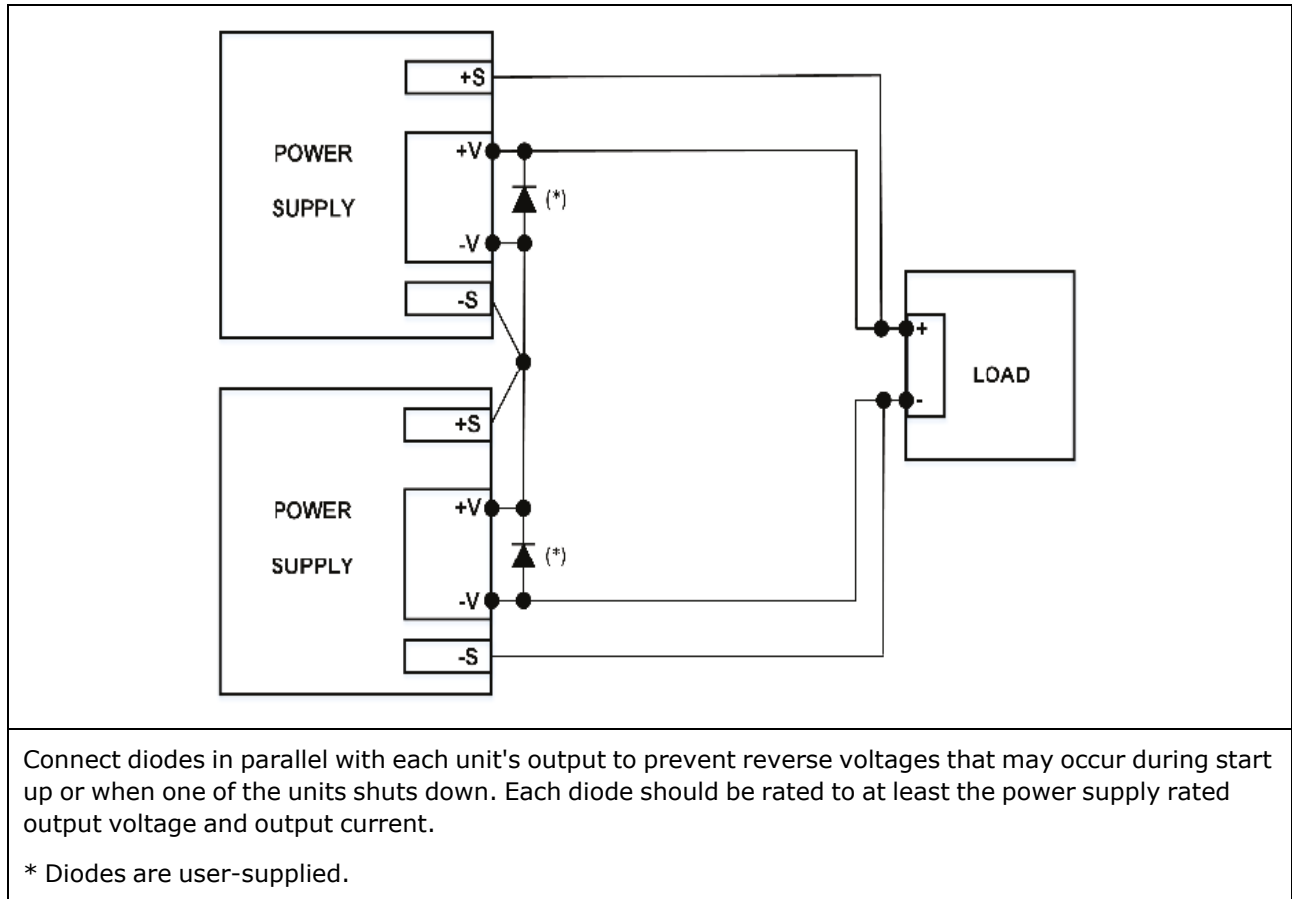 +S
POWER
SUPPLY
+V
(*)
-V
-S
+
-
LOAD
+S
POWER
SUPPLY
+V
(*)
-V
-S
Connect diodes in parallel with each unit's output to prevent reverse voltages that may occur during start
up or when one of the units shuts down. Each diode should be rated to at least the power supply rated
output voltage and output current.
* Diodes are user-supplied.